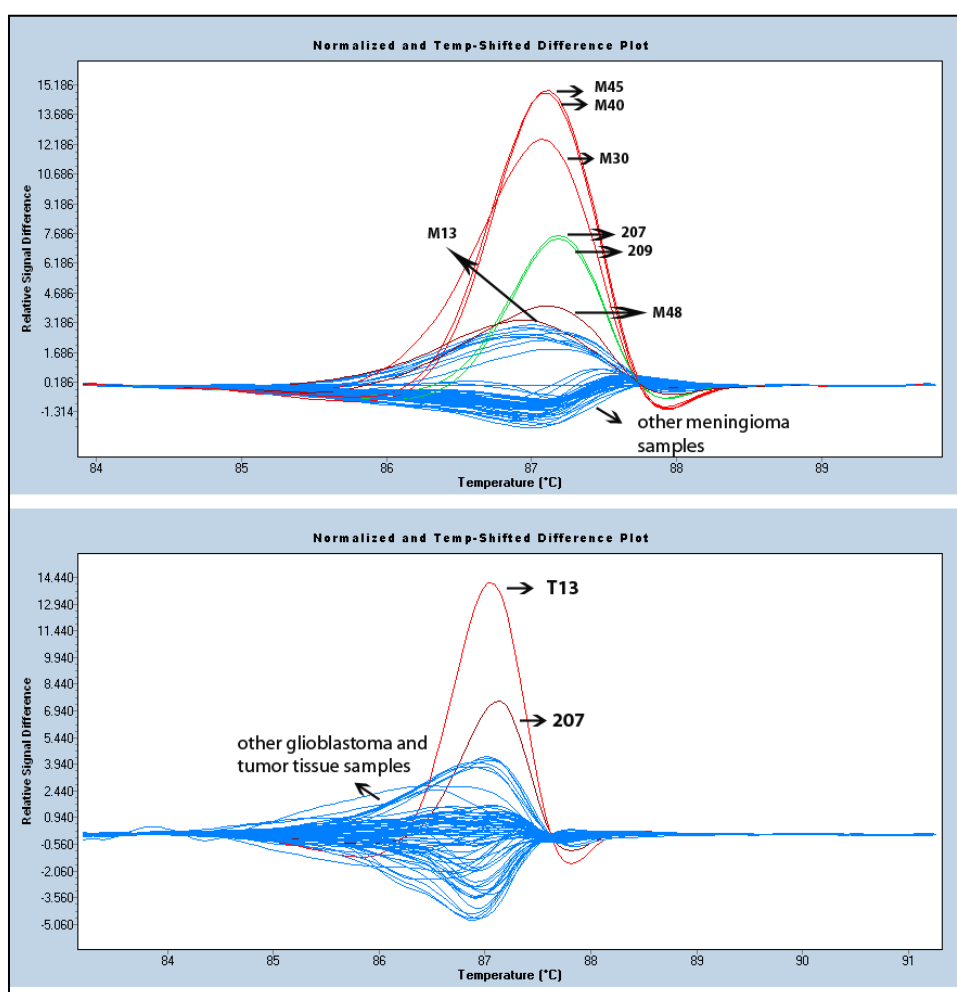 Normalized and Temp-Shifted Difference Plot
Relative Signal Difference
15.186
13.686
12.186
10.686
9.186
7.686
6.186
4.686
3.186
1.686
0.186
-1.314
M45
M40
M30
M13
207
209
M48
other meningioma
samples
84
85
86
87
88
89
Temperature (°C)
Normalized and Temp-Shifted Difference Plot
Relative Signal Difference
14.440
12.940
11.440
9.940
8.440
6.940
5.440
3.940
2.440
0.940
-0.560
-2.060
-3.560
-5.060
T13
207
other glioblastoma and
tumor tissue samples
84
85
86
87
88
89
90
91
Temperature (°C)